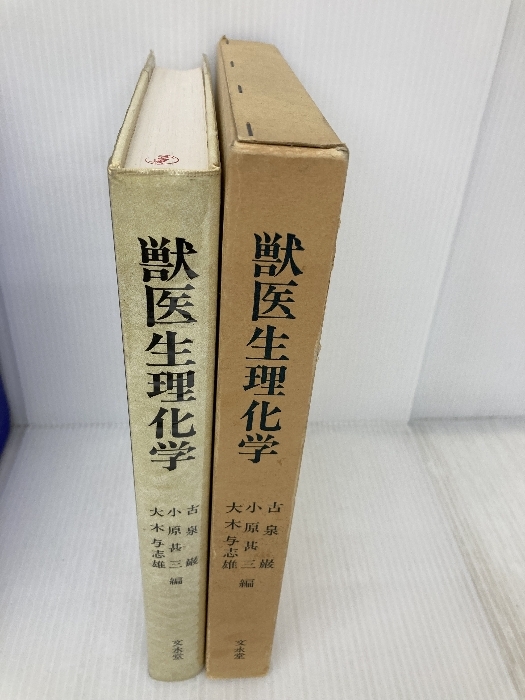 獣医生理化学
古泉巌
小原甚三
大木与志雄
編
文永堂
獣医生理化学
古泉巌
小原甚三
大木与志雄
編
文永堂